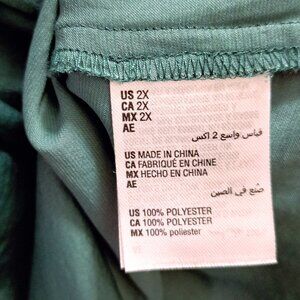 US 2X
CA 2X
MX 2X
AE
قياس واسع 2 اكس
US MADE IN CHINA
CA FABRIQUÉ EN CHINE
MX HECHO EN CHINA
AE
صنع في الصين
US 100% POLYESTER
CA 100% POLYESTER
MX 100% poliester